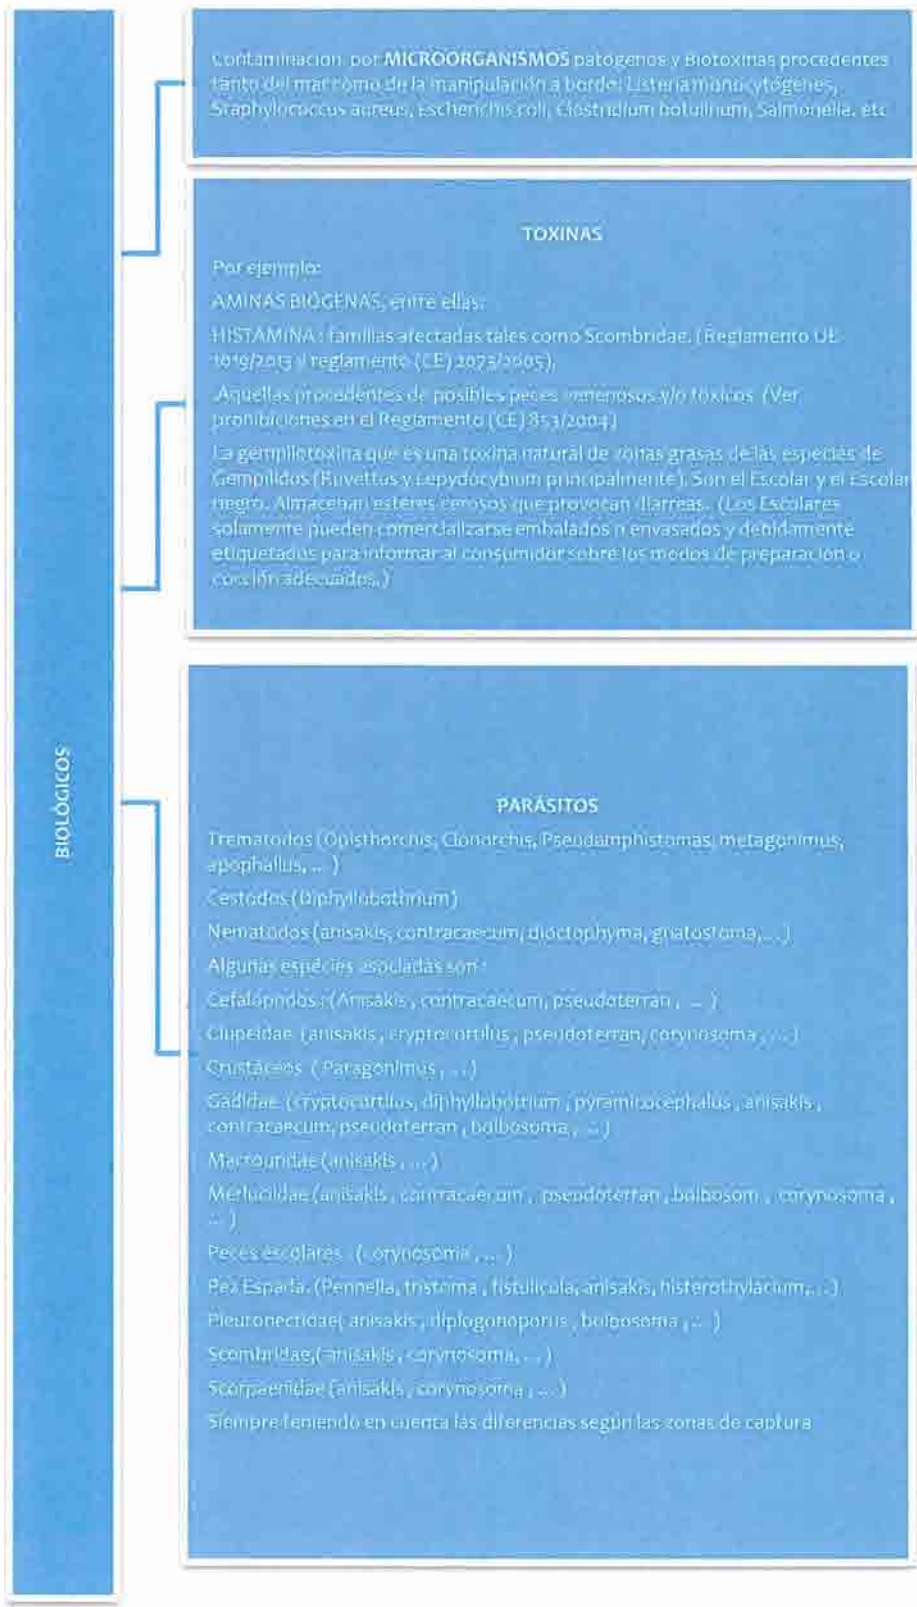 BIOLÓGICOS
Contaminación por MICROORGANISMOS patógenos y Biotoxinas procedentes
tanto del mar como de la manipulación a bordo: Listeria monocytógenes,
Staphylococcus aureus, Escherichis coli, Clostridium botulinum, Salmonella, etc
TOXINAS
Por ejemplo:
AMINAS BIÓGENAS, entre ellas:
HISTAMINA : familias afectadas tales como Scombridae. (Reglamento UE
1019/2013 y reglamento (CE) 2073/2005).
Aquellas procedentes de posibles peces venenosos y/o tóxicos (Ver
prohibiciones en el Reglamento (CE) 853/2004)
La gempilotoxina que es una toxina natural de zonas grasas de las especies de
Gempílidos (Ruvettus y Lepydocybium principalmente). Son el Escolar y el Escolar
negro. Almacenan ésteres cerosos que provocan diarreas. (Los Escolares
solamente pueden comercializarse embalados o envasados y debidamente
etiquetados para informar al consumidor sobre los modos de preparación o
cocción adecuados.)
PARÁSITOS
Trematodos (Opisthorchis, Clonorchis, Pseudamphistomas, metagonimus,
apophallus, ... )
Cestodos (Diphyllobothrium)
Nematodos (anisakis, contracaecum, dioctophyma, gnatostoma, ... )
Algunas espécies asociadas son :
Cefalópodos : (Anisakis , contracaecum, pseudoterran , ... )
Clupeidae (anisakis , cryptocortilus , pseudoterran, corynosoma , ... )
Crustáceos ( Paragonimus , ... )
Gadidae (cryptocurtilus, diphyllobotrium , pyramicocephalus , anisakis ,
contracaecum, pseudoterran , bolbosoma , ... )
Macrouridae (anisakis , ... )
Merluciidae (anisakis , contracaecum , pseudoterran , bolbosom , corynosoma ,
... )
Peces escolares . (corynosoma , ... )
Pez Espada. (Pennella, tristoma , fistulicula, anisakis, histerothylacium, ... )
Pleuronectidae( anisakis , diplogonoporus , bolbosoma , ... )
Scombridae,(anisakis , corynosoma, ... )
Scorpaenidae (anisakis , corynosoma , ... )
Siempre teniendo en cuenta las diferencias según las zonas de captura